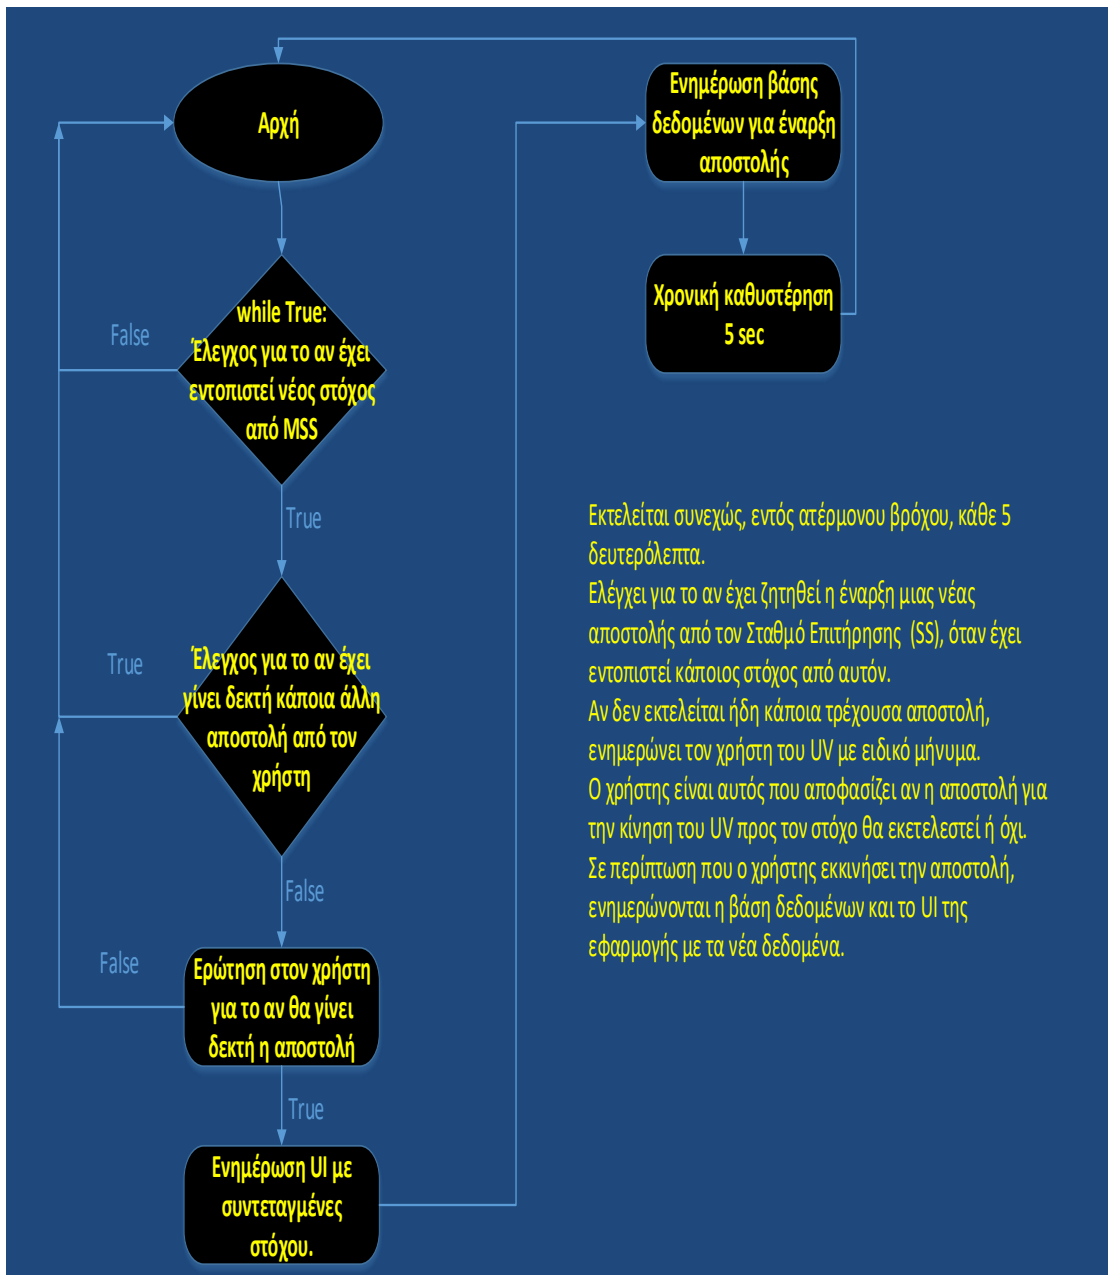 Αρχή
while True:
Έλεγχος για το αν έχει
εντοπιστεί νέος στόχος
από MSS
False
True
Έλεγχος για το αν έχει
γίνει δεκτή κάποια άλλη
αποστολή από τον
χρήστη
True
False
Ερώτηση στον χρήστη
για το αν θα γίνει
δεκτή η αποστολή
False
True
Ενημέρωση UI με
συντεταγμένες
στόχου.
Ενημέρωση βάσης
δεδομένων για έναρξη
αποστολής
Χρονική καθυστέρηση
5 sec
Εκτελείται συνεχώς, εντός ατέρμονου βρόχου, κάθε 5
δευτερόλεπτα.
Ελέγχει για το αν έχει ζητηθεί η έναρξη μιας νέας
αποστολής από τον Σταθμό Επιτήρησης (SS), όταν έχει
εντοπιστεί κάποιος στόχος από αυτόν.
Αν δεν εκτελείται ήδη κάποια τρέχουσα αποστολή,
ενημερώνει τον χρήστη του UV με ειδικό μήνυμα.
Ο χρήστης είναι αυτός που αποφασίζει αν η αποστολή για
την κίνηση του UV προς τον στόχο θα εκετελεστεί ή όχι.
Σε περίπτωση που ο χρήστης εκκινήσει την αποστολή,
ενημερώνονται η βάση δεδομένων και το UI της
εφαρμογής με τα νέα δεδομένα.